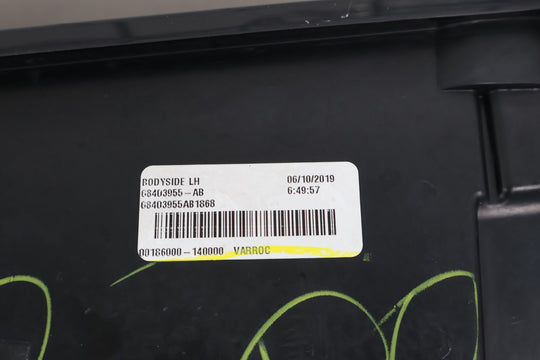 BODYSIDE LH 06/10/2019
68403955-AB 6:49:57
68403955AB1868
00186000-140000 VARROC